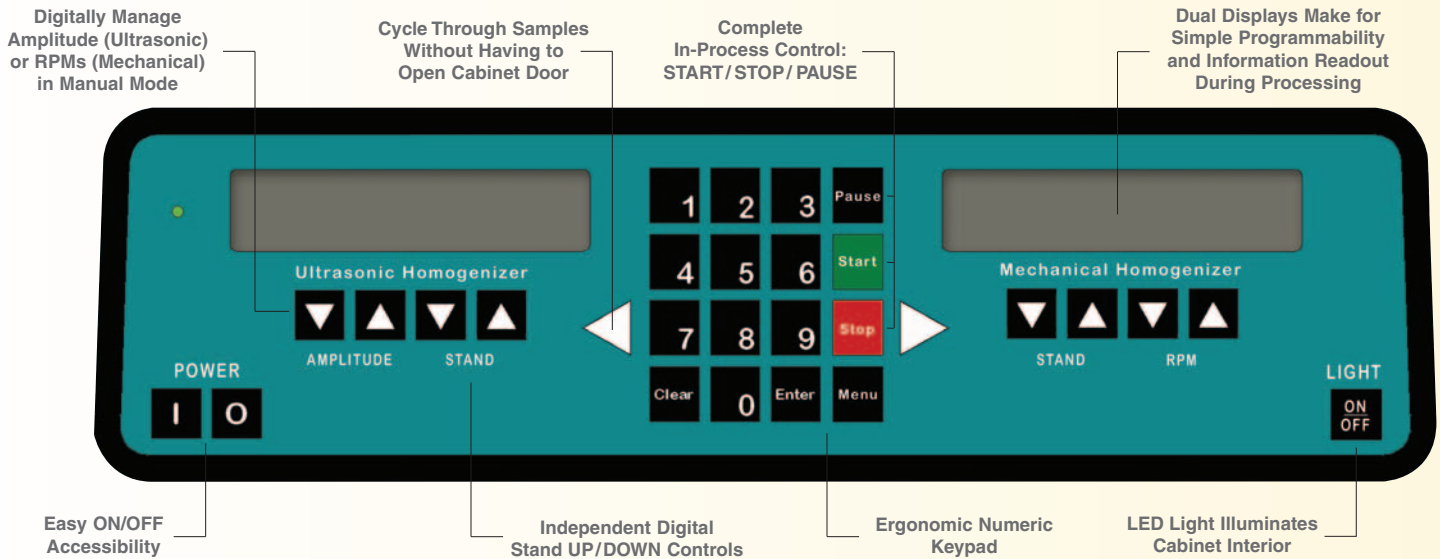 Digitally Manage
Amplitude (Ultrasonic)
or RPMs (Mechanical)
in Manual Mode
Cycle Through Samples
Without Having to
Open Cabinet Door
Complete
In-Process Control:
START/STOP/PAUSE
Dual Displays Make for
Simple Programmability
and Information Readout
During Processing
1 2 3 Pause
4 5 6 Start
7 8 9 Stop
Clear 0 Enter Menu
Ultrasonic Homogenizer
AMPLITUDE STAND
Mechanical Homogenizer
STAND RPM
POWER
I O
LIGHT
ON
OFF
Easy ON/OFF
Accessibility
Independent Digital
Stand UP/DOWN Controls
Ergonomic Numeric
Keypad
LED Light Illuminates
Cabinet Interior